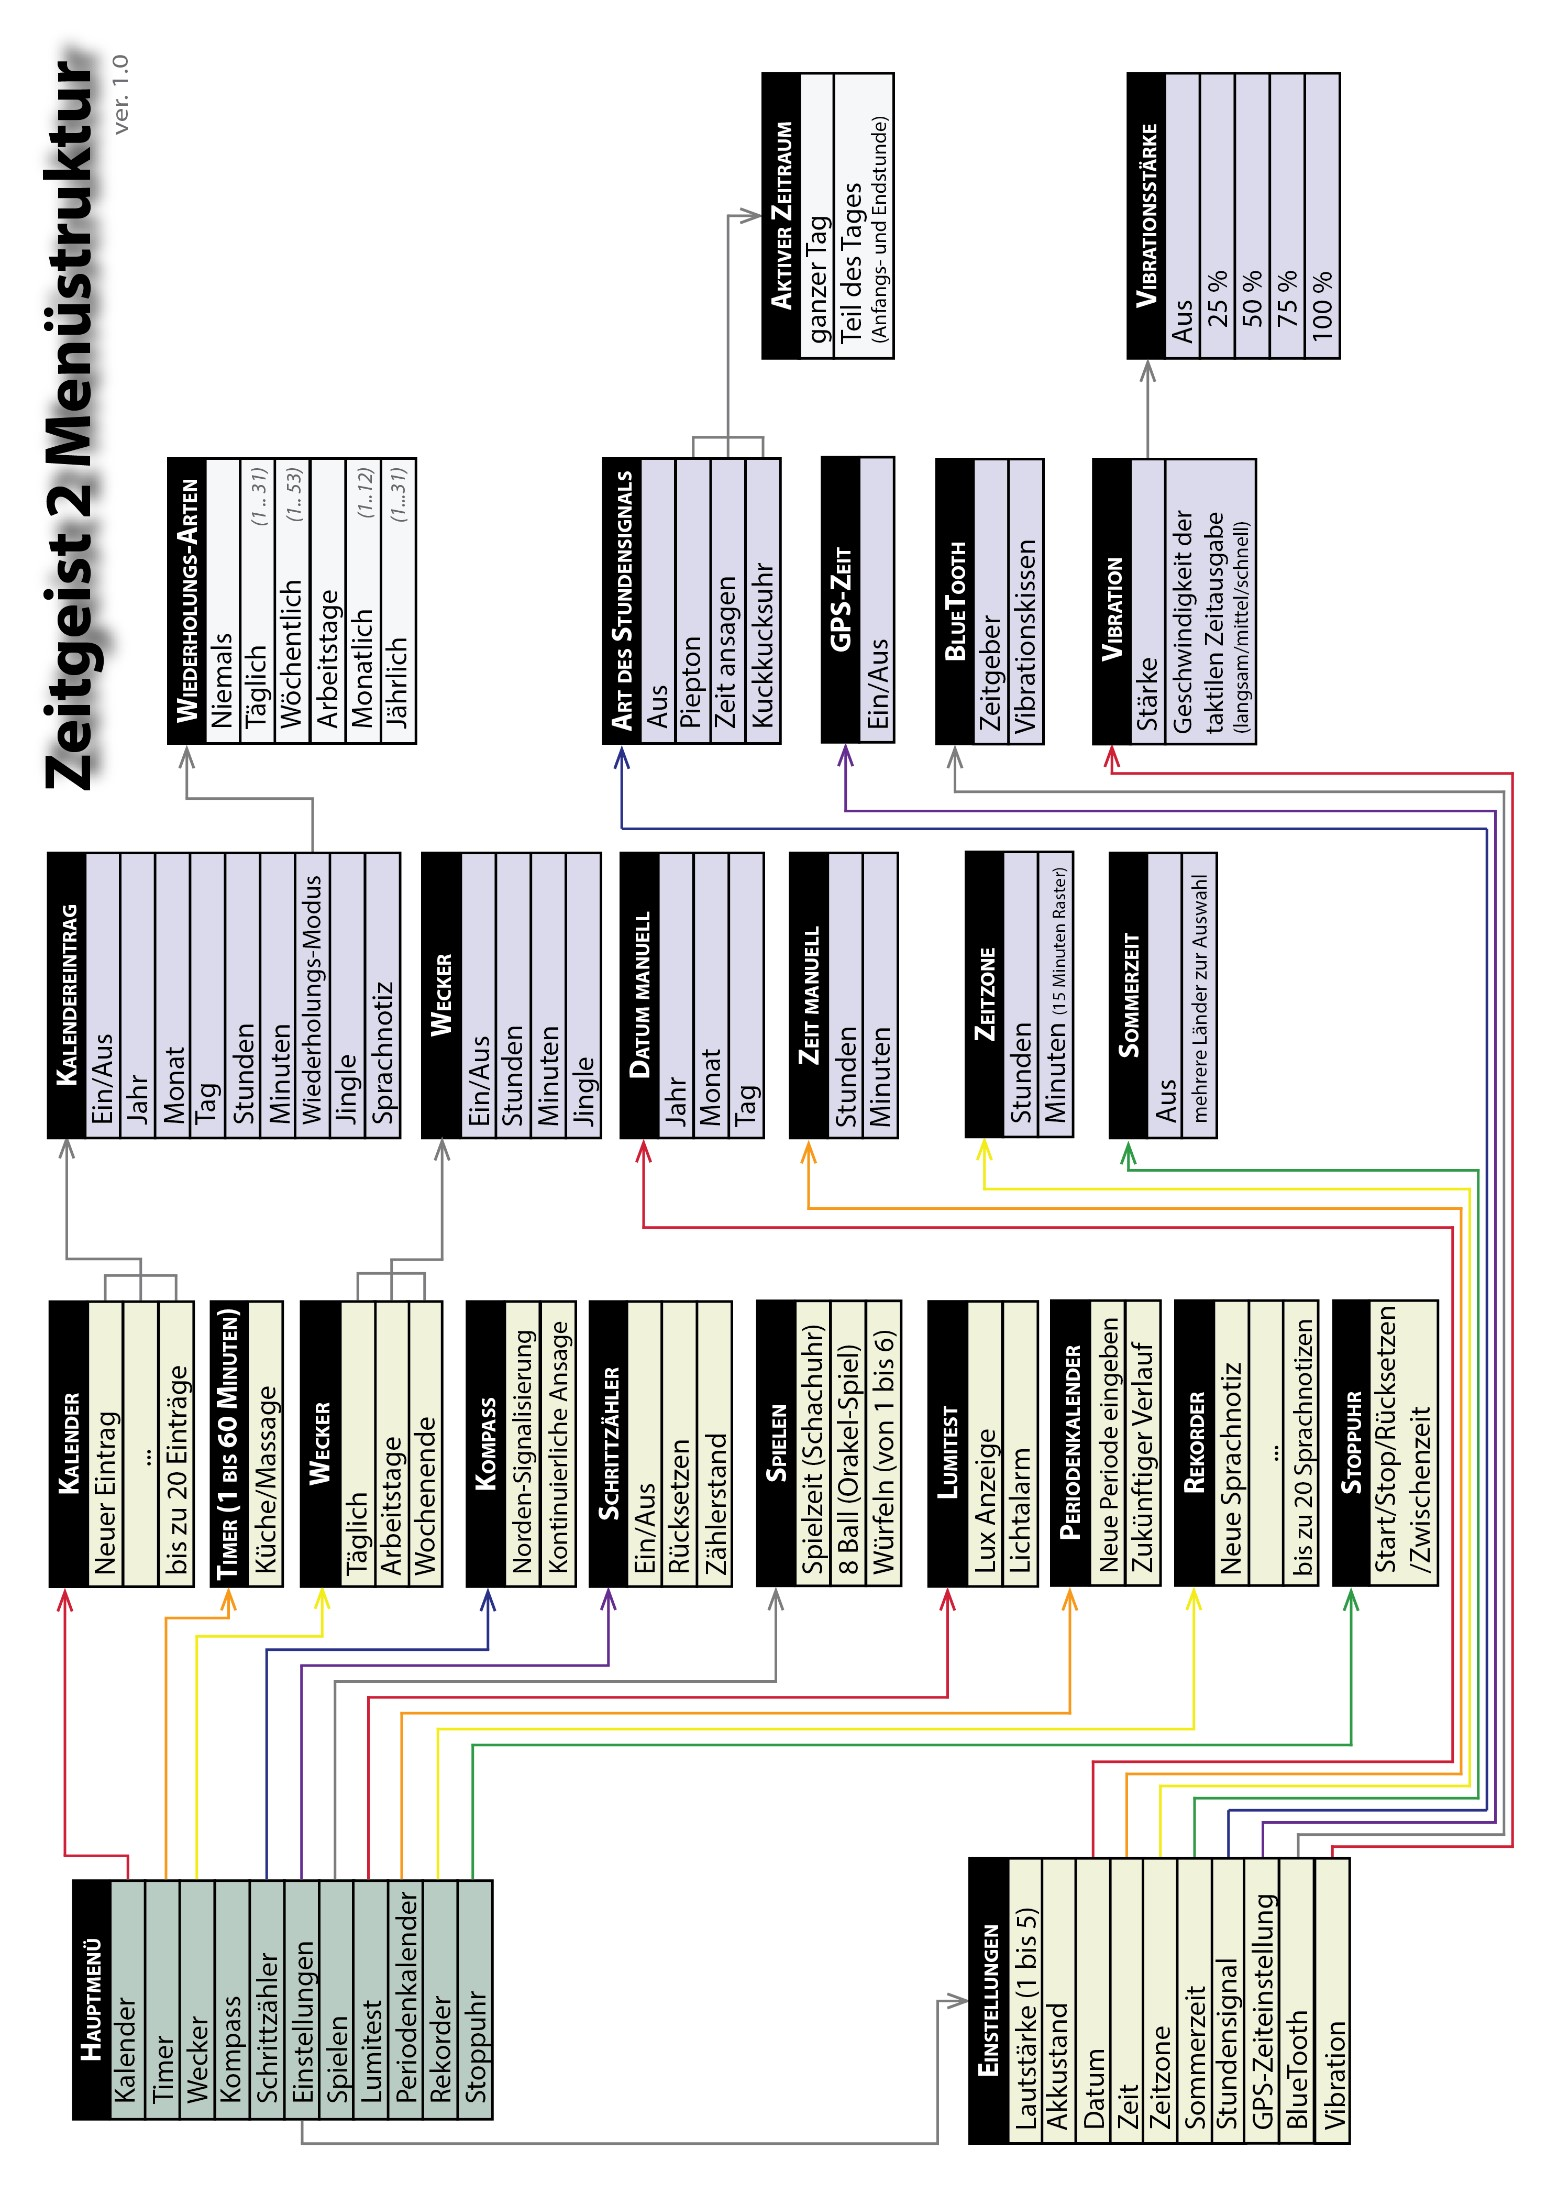 Zeitgeist 2 Menüstruktur
ver. 1.0
Hauptmenü
Kalender
Timer
Wecker
Kompass
Schrittzähler
Einstellungen
Spielen
Lumitest
Periodenkalender
Rekorder
Stoppuhr
Kalender
Neuer Eintrag
...
bis zu 20 Einträge
Timer (1 bis 60 Minuten)
Küche/Massage
Wecker
Täglich
Arbeitstage
Wochenende
Kompass
Norden-Signalisierung
Kontinuierliche Ansage
Schrittzähler
Ein/Aus
Rücksetzen
Zählerstand
Spielen
Spielzeit (Schachuhr)
8 Ball (Orakel-Spiel)
Würfeln (von 1 bis 6)
Lumitest
Lux Anzeige
Lichtalarm
Periodenkalender
Neue Periode eingeben
Zukünftiger Verlauf
Rekorder
Neue Sprachnotiz
...
bis zu 20 Sprachnotizen
Stoppuhr
Start/Stop/Rücksetzen
/Zwischenzeit
Einstellungen
Lautstärke (1 bis 5)
Akkustand
Datum
Zeit
Zeitzone
Sommerzeit
Stundensignal
GPS-Zeiteinstellung
BlueTooth
Vibration
Kalendereintrag
Ein/Aus
Jahr
Monat
Tag
Stunden
Minuten
Wiederholungs-Modus
Jingle
Sprachnotiz
Wecker
Ein/Aus
Stunden
Minuten
Jingle
Datum manuell
Jahr
Monat
Tag
Zeit manuell
Stunden
Minuten
Zeitzone
Stunden
Minuten (15 Minuten Raster)
Sommerzeit
Aus
mehrere Länder zur Auswahl
Wiederholungs-Arten
Niemals
Täglich (1.. 31)
Wöchentlich (1.. 53)
Arbeitstage
Monatlich (1..12)
Jährlich (1...31)
Art des Stundensignals
Aus
Piepton
Zeit ansagen
Kuckkucksuhr
GPS-Zeit
Ein/Aus
BlueTooth
Zeitgeber
Vibrationskissen
Vibration
Stärke
Geschwindigkeit der
taktilen Zeitausgabe
(langsam/mittel/schnell)
Aktiver Zeitraum
ganzer Tag
Teil des Tages
(Anfangs- und Endstunde)
Vibrationsstärke
Aus
25 %
50 %
75 %
100 %